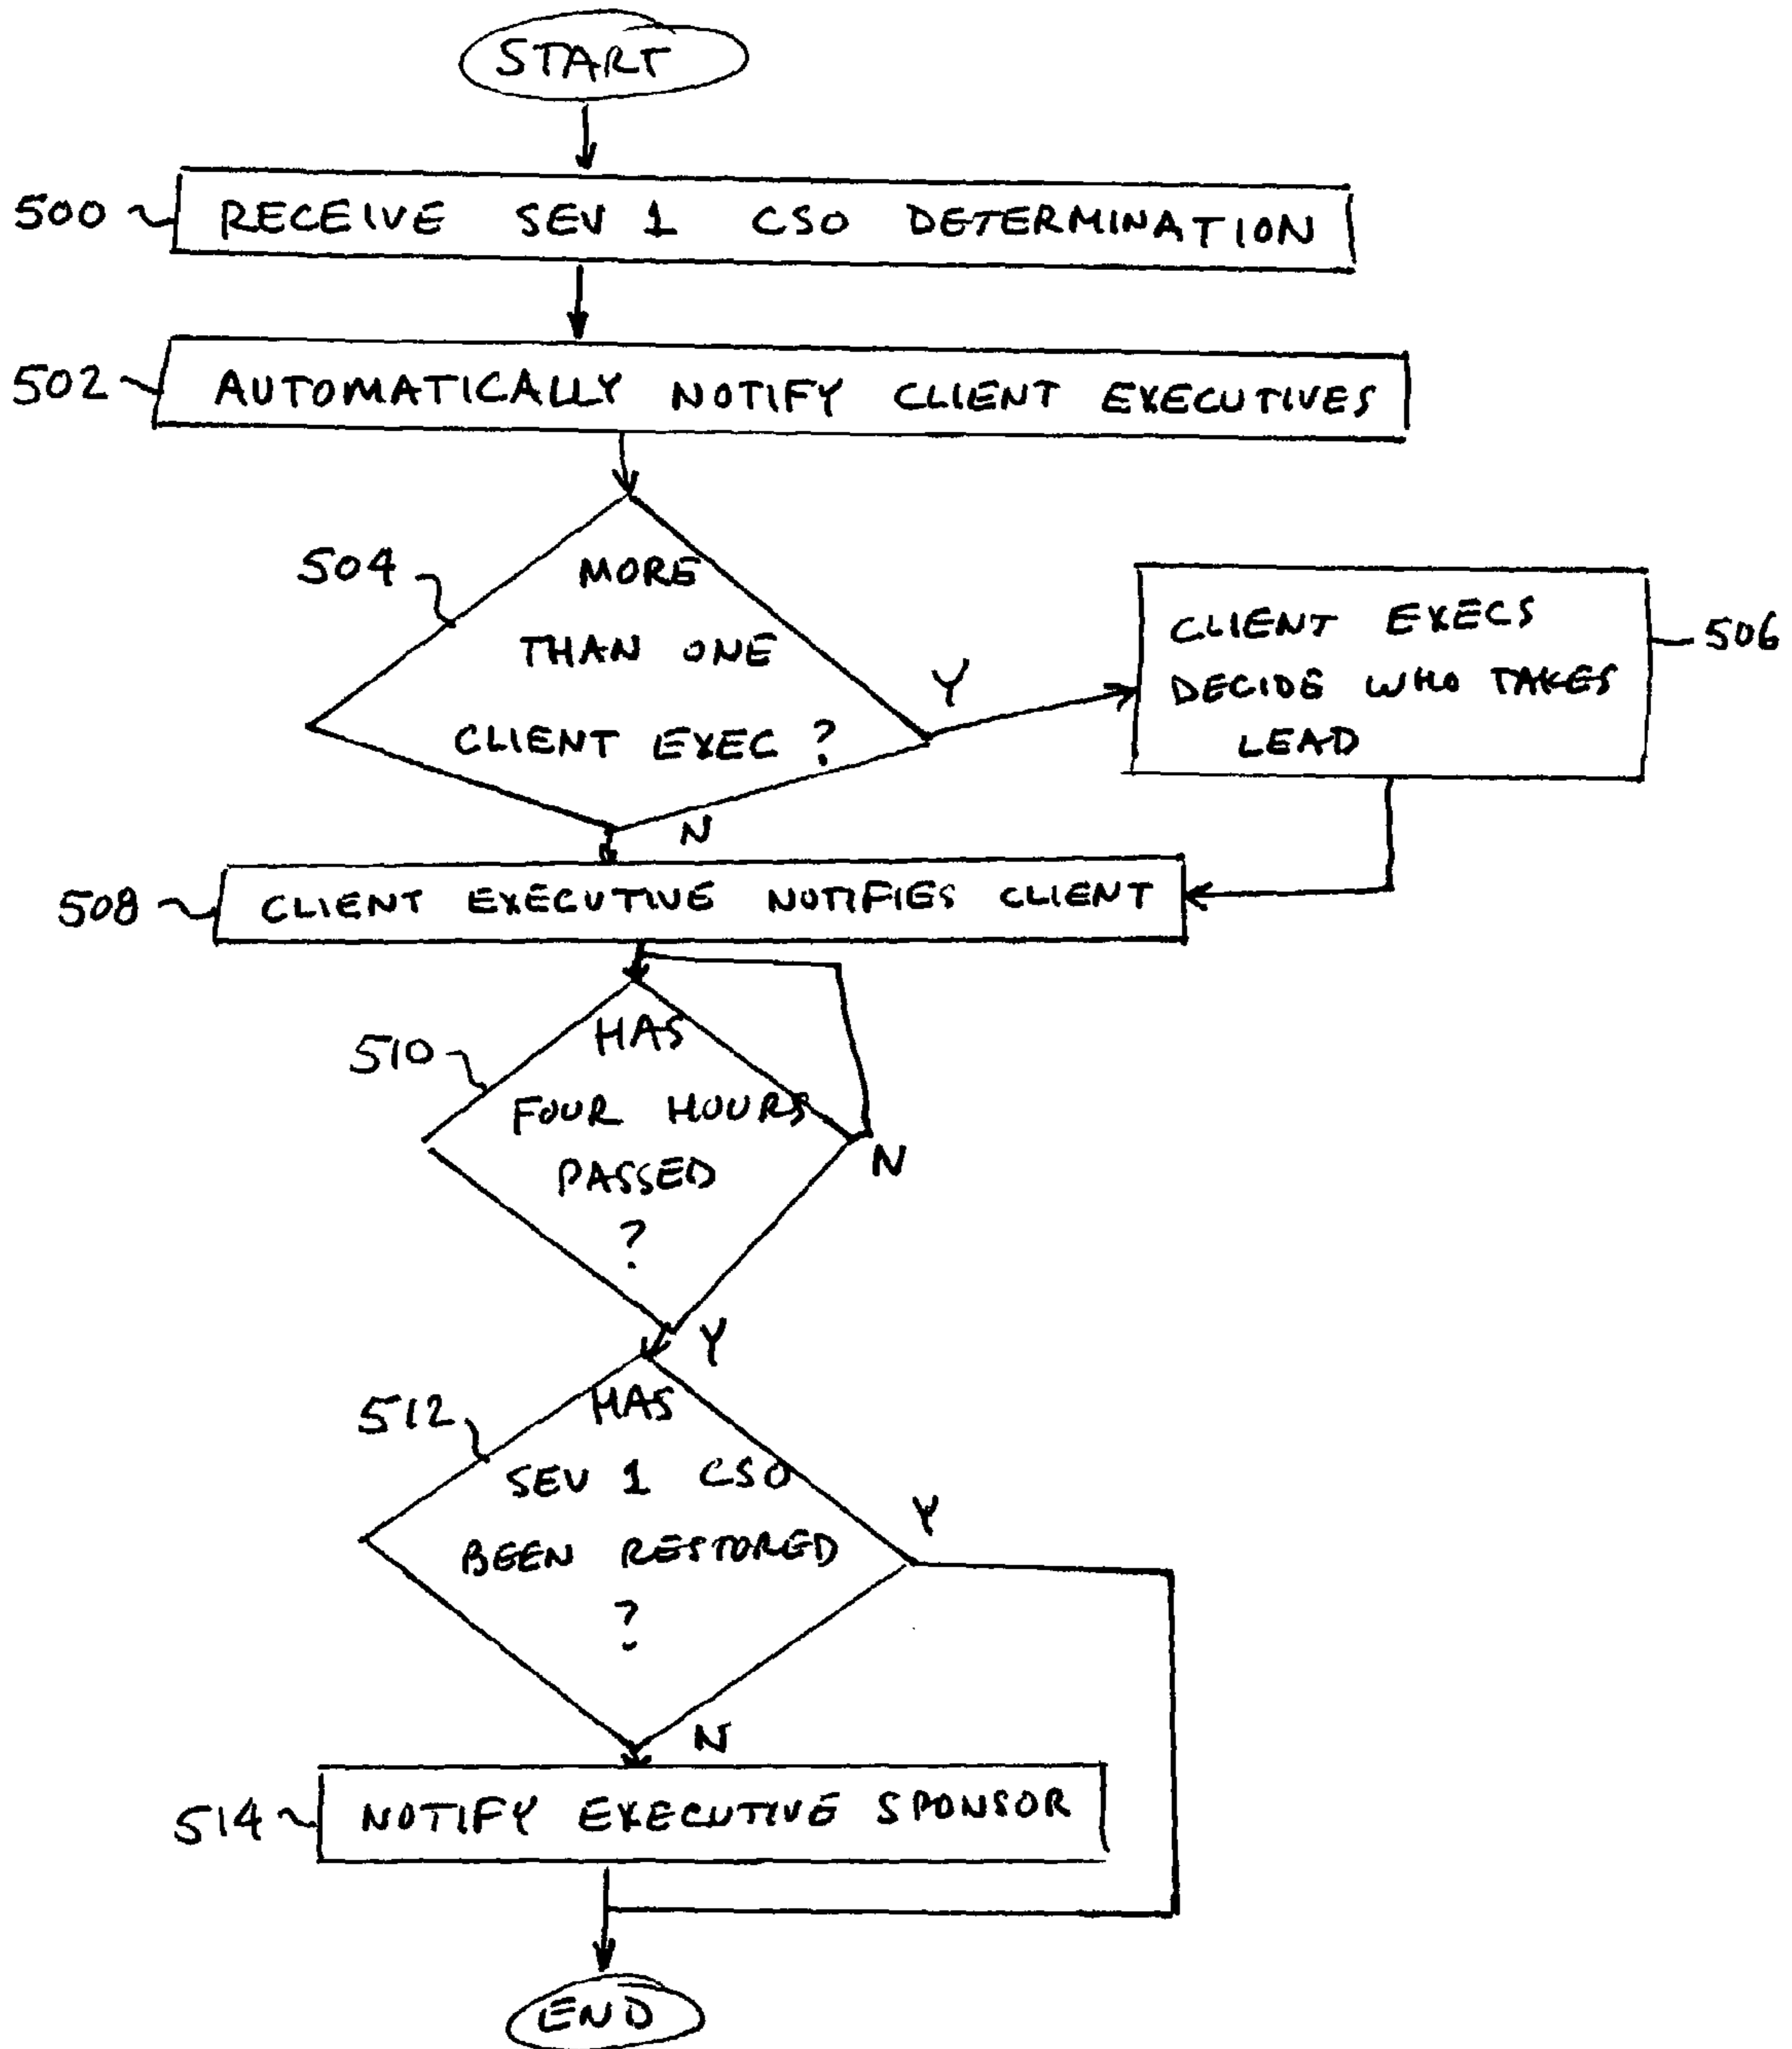 START
500 RECEIVE SEV 1 CSO DETERMINATION
502 AUTOMATICALLY NOTIFY CLIENT EXECUTIVES
504
MORE
THAN ONE
CLIENT EXEC ?
Y
CLIENT EXECS
DECIDE WHO TAKES
LEAD
506
N
508 CLIENT EXECUTIVE NOTIFIES CLIENT
510
HAS
FOUR HOURS
PASSED
?
N
Y
512
HAS
SEV 1 CSO
BEEN RESTORED
?
Y
N
514 NOTIFY EXECUTIVE SPONSOR
END